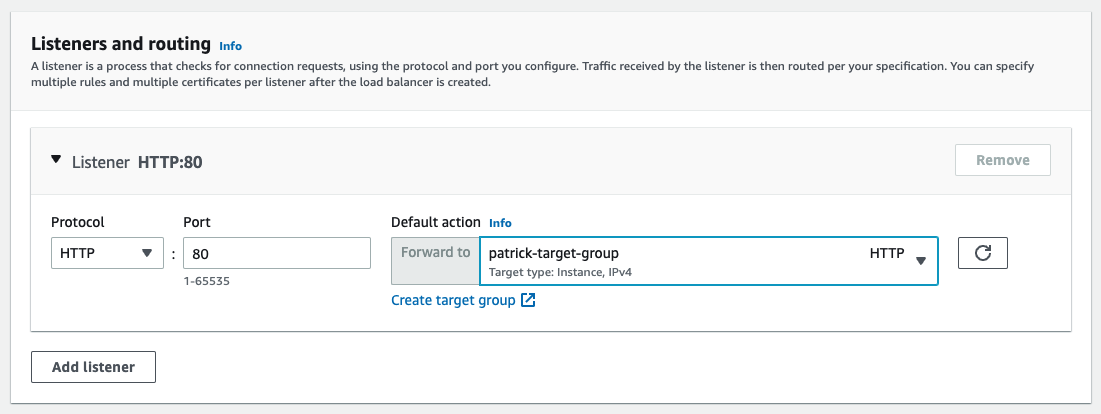 Listeners and routing Info
A listener is a process that checks for connection requests, using the protocol and port you configure. Traffic received by the listener is then routed per your specification. You can specify
multiple rules and multiple certificates per listener after the load balancer is created.
Listener HTTP:80
Remove
Protocol
Port
Default action Info
HTTP
:
80
Forward to
patrick-target-group
HTTP
Target type: Instance, IPv4
1-65535
Create target group
Add listener